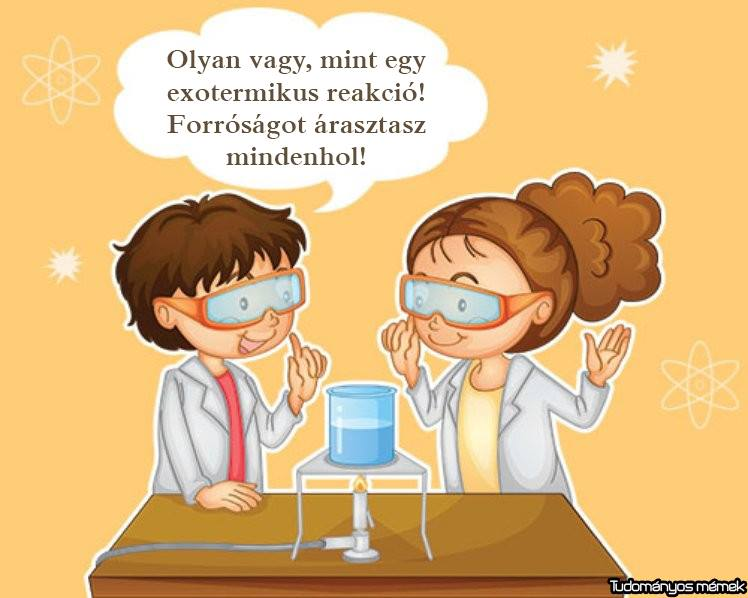 Olyan vagy, mint egy
exotermikus reakció!
Forróságot árasztasz
mindenhol!
Tudományos mémek